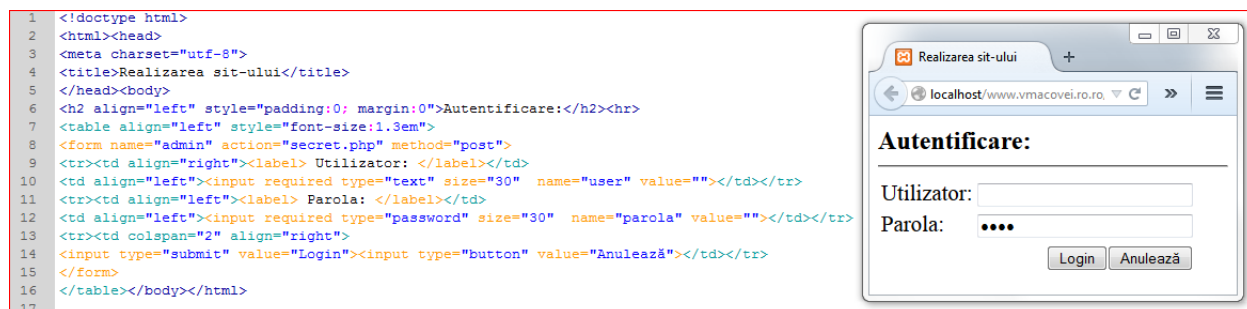 1 <!doctype html>
2 <html><head>
3 <meta charset="utf-8">
4 <title>Realizarea sit-ului</title>
5 </head><body>
6 <h2 align="left" style="padding:0; margin:0">Autentificare:</h2><hr>
7 <table align="left" style="font-size:1.3em">
8 <form name="admin" action="secret.php" method="post">
9 <tr><td align="right"><label> Utilizator: </label></td>
10 <td align="left"><input required type="text" size="30"  name="user" value=""></td></tr>
11 <tr><td align="left"><label> Parola: </label></td>
12 <td align="left"><input required type="password" size="30"  name="parola" value=""></td></tr>
13 <tr><td colspan="2" align="right">
14 <input type="submit" value="Login"><input type="button" value="Anulează"></td></tr>
15 </form>
16 </table></body></html>
17
Realizarea sit-ului
localhost/www.vmacovei.ro.ro,
Autentificare:
Utilizator:
Parola: ••••
Login Anulează